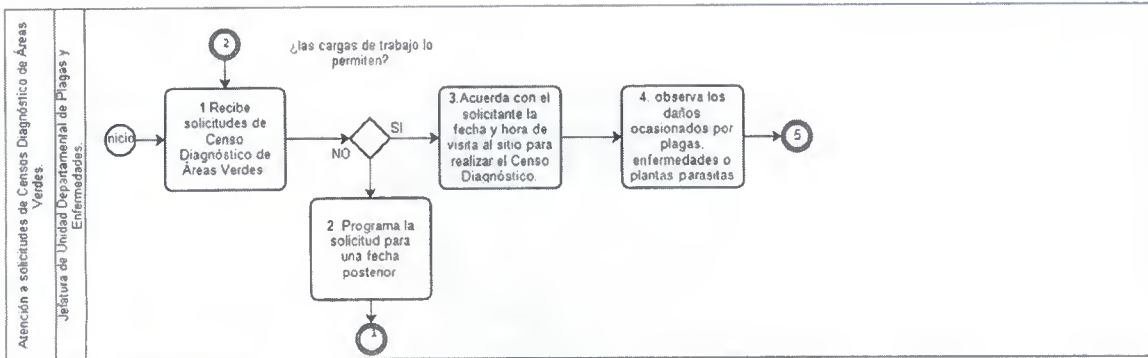 Atención a solicitudes de Censos Diagnóstico de Áreas
Verdes.
Jefatura de Unidad Departamental de Plagas y
Enfermedades.
2
¿las cargas de trabajo lo
permiten?
nicio
1 Recibe
solicitudes de
Censo
Diagnóstico de
Áreas Verdes
SI
NO
3.Acuerda con el
solicitante la
fecha y hora de
visita al sitio para
realizar el Censo
Diagnóstico.
4. observa los
daños
ocasionados por
plagas,
enfermedades o
plantas parasitas
5
2 Programa la
solicitud para
una fecha
postenor
1